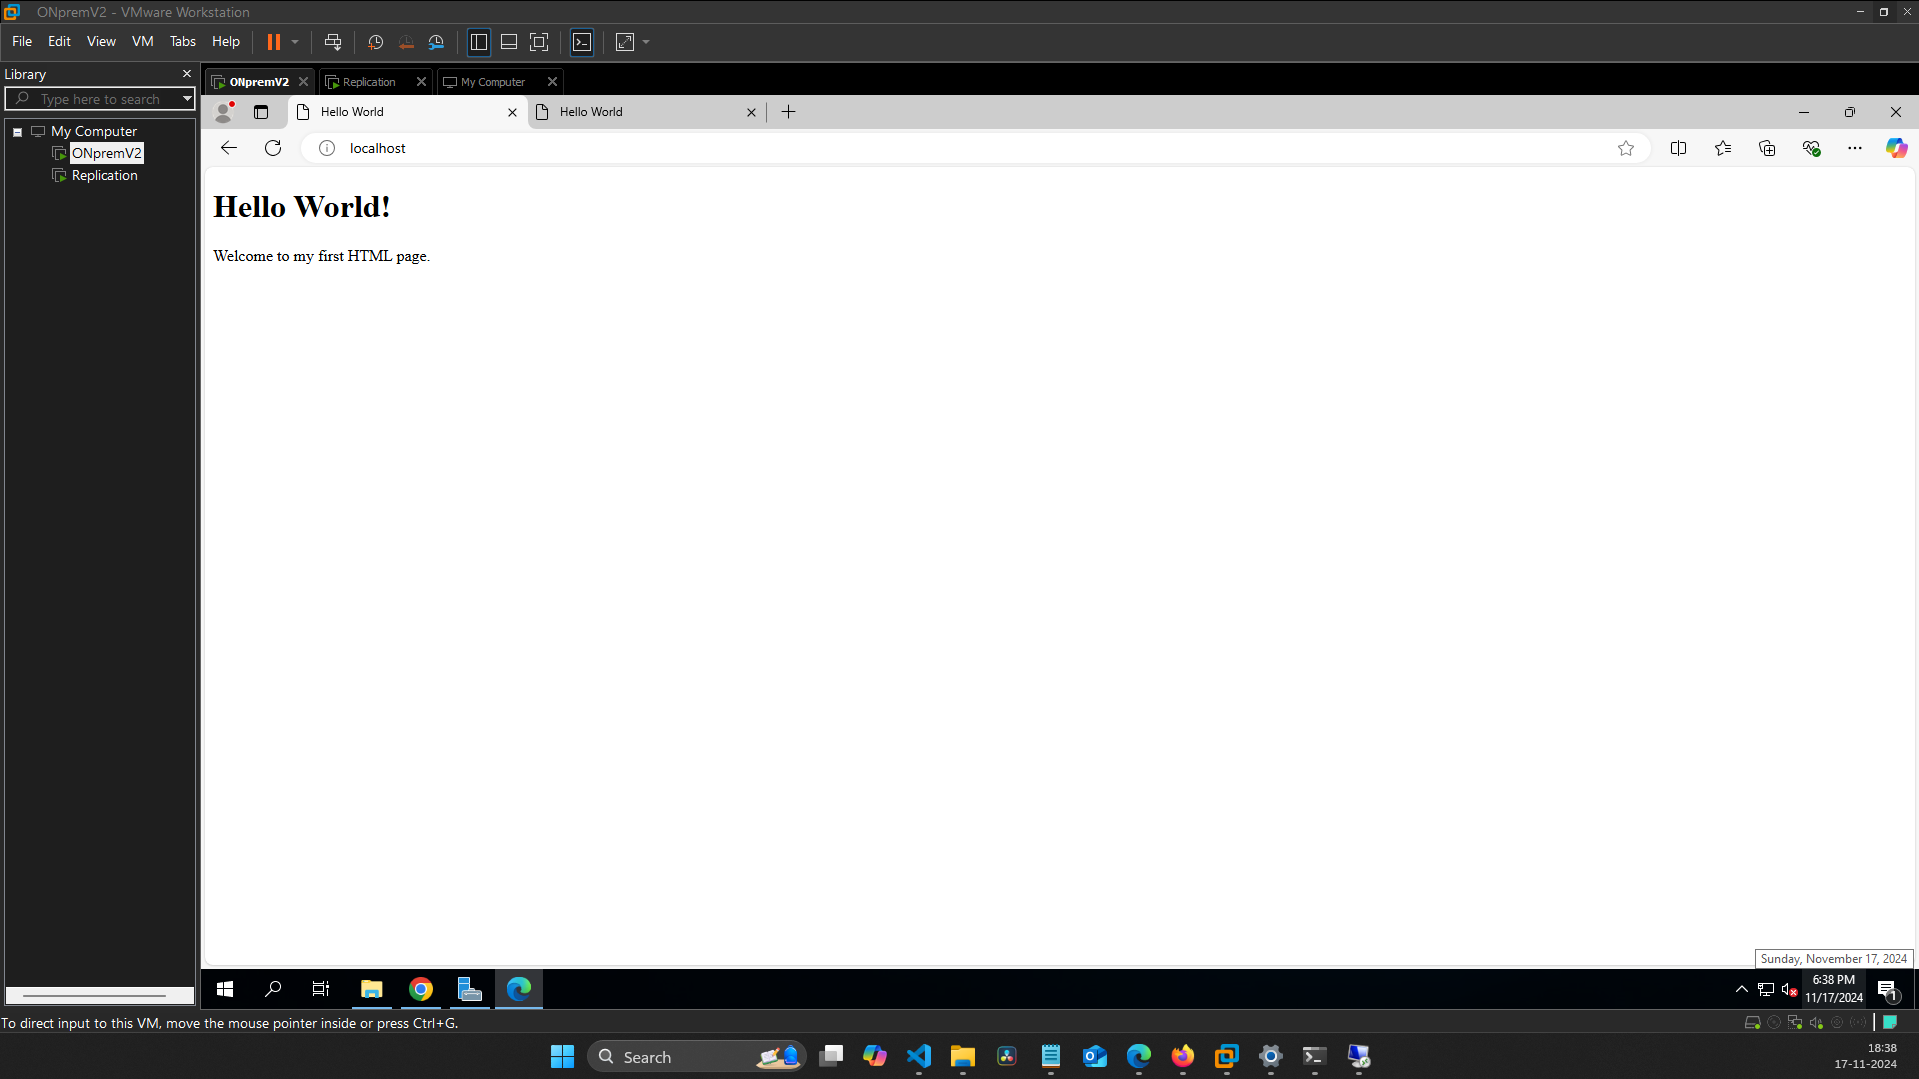 ONpremV2 - VMware Workstation
File Edit View VM Tabs Help
Library
Type here to search
My Computer
ONpremV2
Replication
ONpremV2 Replication My Computer
Hello World Hello World
localhost
Hello World!
Welcome to my first HTML page.
Sunday, November 17, 2024
6:38 PM
11/17/2024
1
To direct input to this VM, move the mouse pointer inside or press Ctrl+G.
Search
18:38
17-11-2024